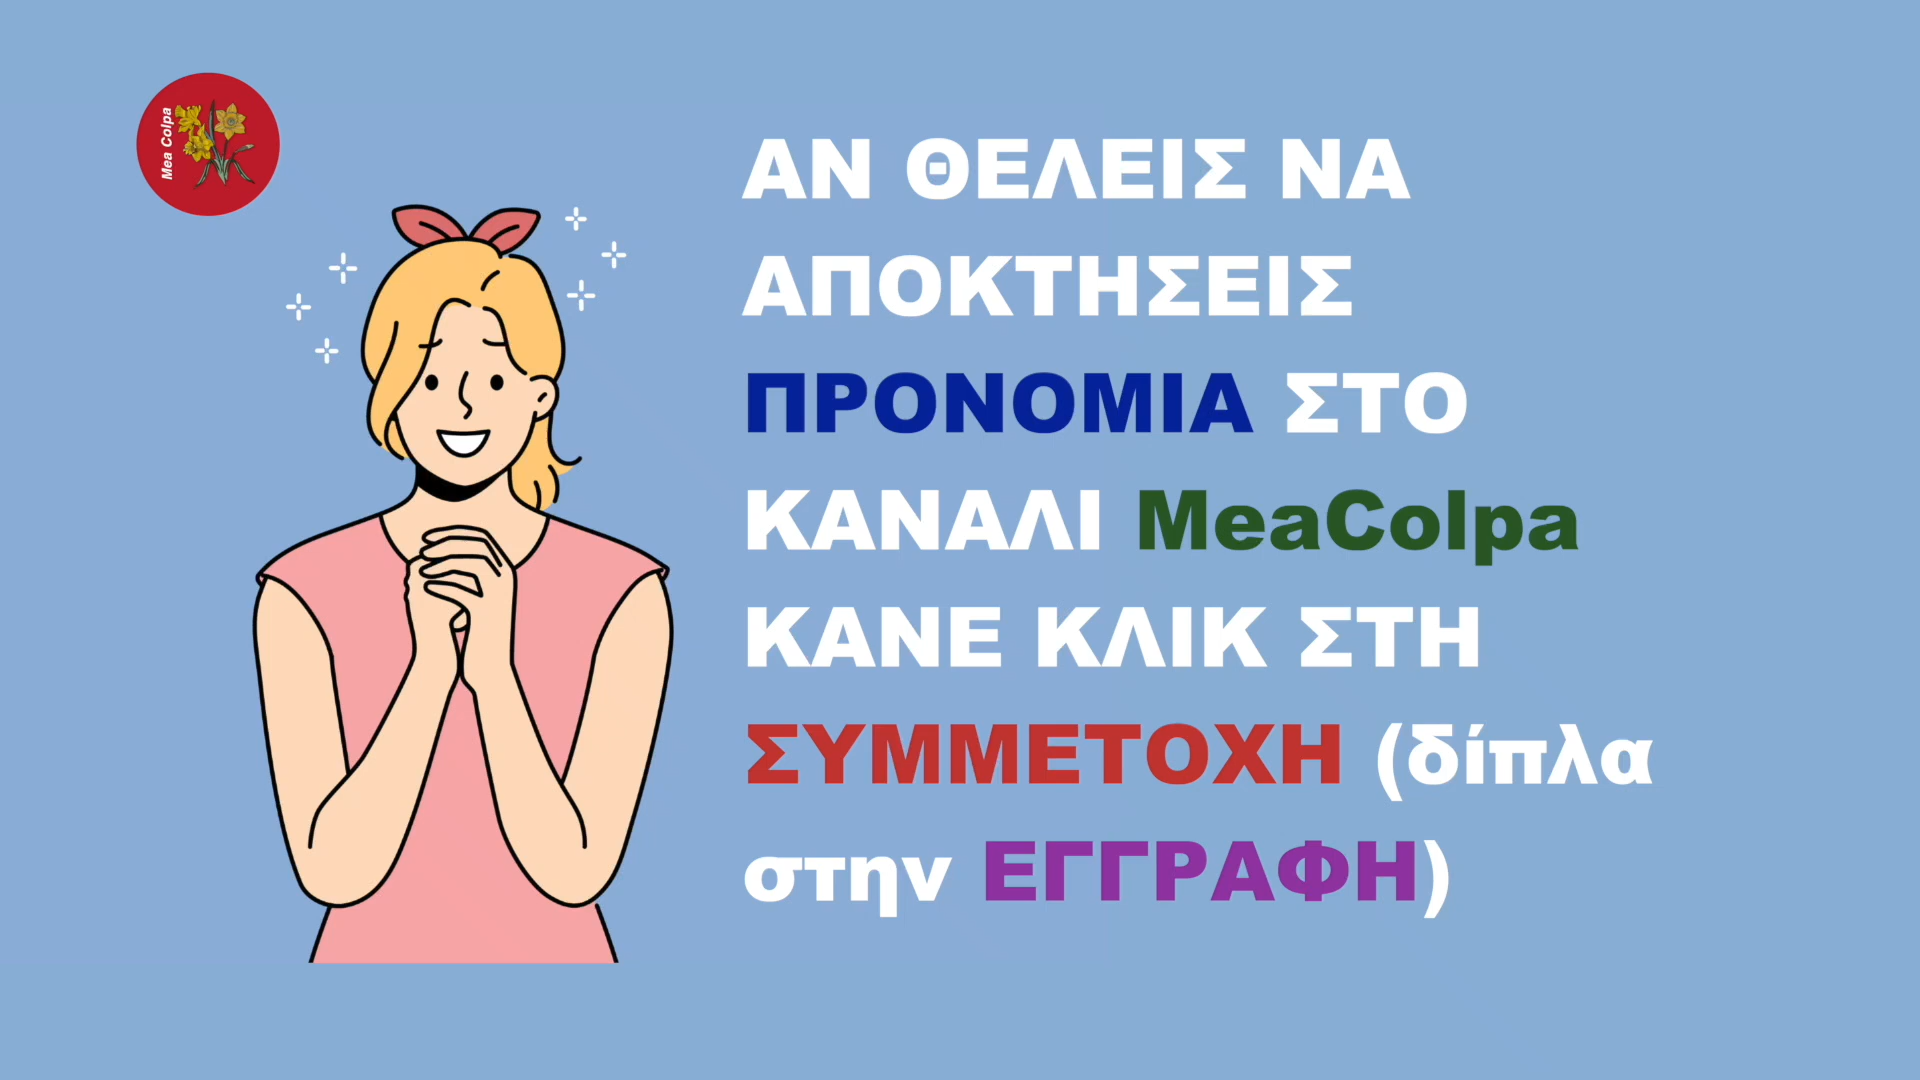 Mea Colpa
ΑΝ ΘΕΛΕΙΣ ΝΑ
ΑΠΟΚΤΗΣΕΙΣ
ΠΡΟΝΟΜΙΑ ΣΤΟ
ΚΑΝΑΛΙ MeaColpa
ΚΑΝΕ ΚΛΙΚ ΣΤΗ
ΣΥΜΜΕΤΟΧΗ (δίπλα
στην ΕΓΓΡΑΦΗ)